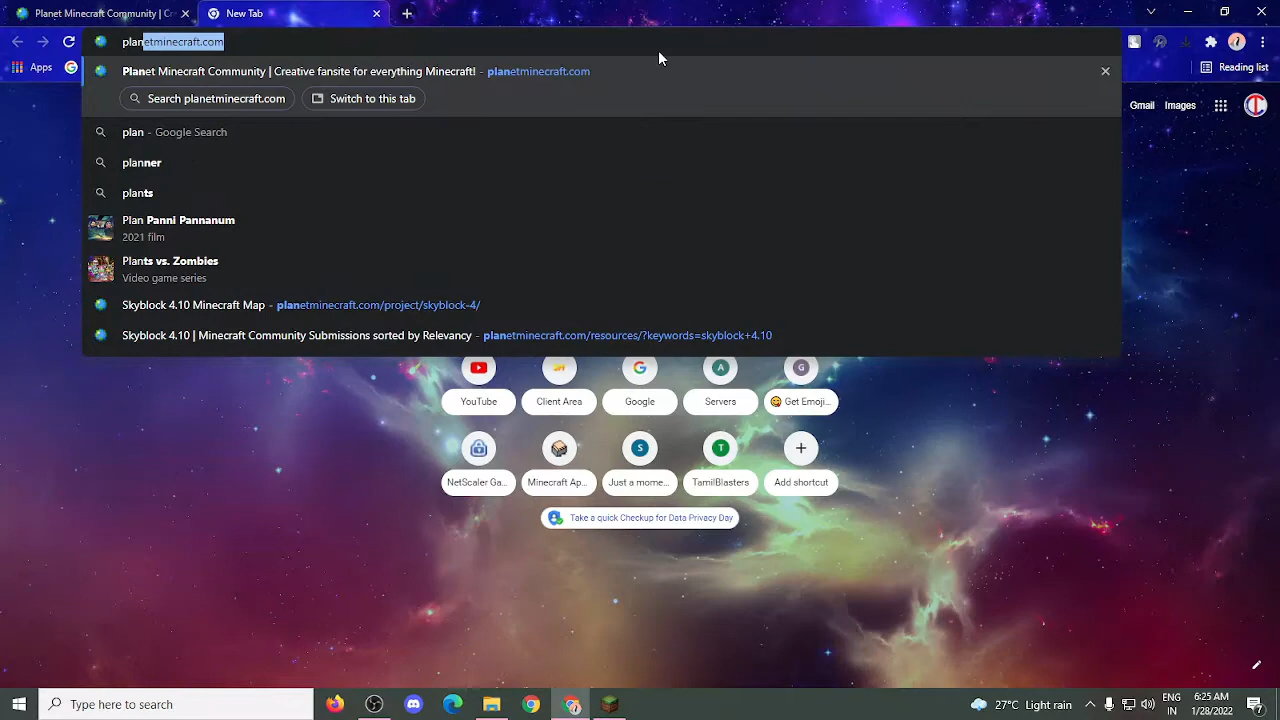 Planet Minecraft Community | Cr
New Tab
planetminecraft.com
Planet Minecraft Community | Creative fansite for everything Minecraft! - planetminecraft.com
Search planetminecraft.com
Switch to this tab
Apps
Reading list
plan - Google Search
Gmail
Images
planner
plants
Plan Panni Pannanum
2021 film
Plants vs. Zombies
Video game series
Skyblock 4.10 Minecraft Map - planetminecraft.com/project/skyblock-4/
Skyblock 4.10 | Minecraft Community Submissions sorted by Relevancy - planetminecraft.com/resources/?keywords=skyblock+4.10
YouTube
Client Area
Google
Servers
Get Emoji...
NetScaler Ga...
Minecraft Ap...
Just a mome...
TamilBlasters
Add shortcut
Take a quick Checkup for Data Privacy Day
Type here to search
27°C Light rain
ENG
IN
6:25 AM
1/28/2022